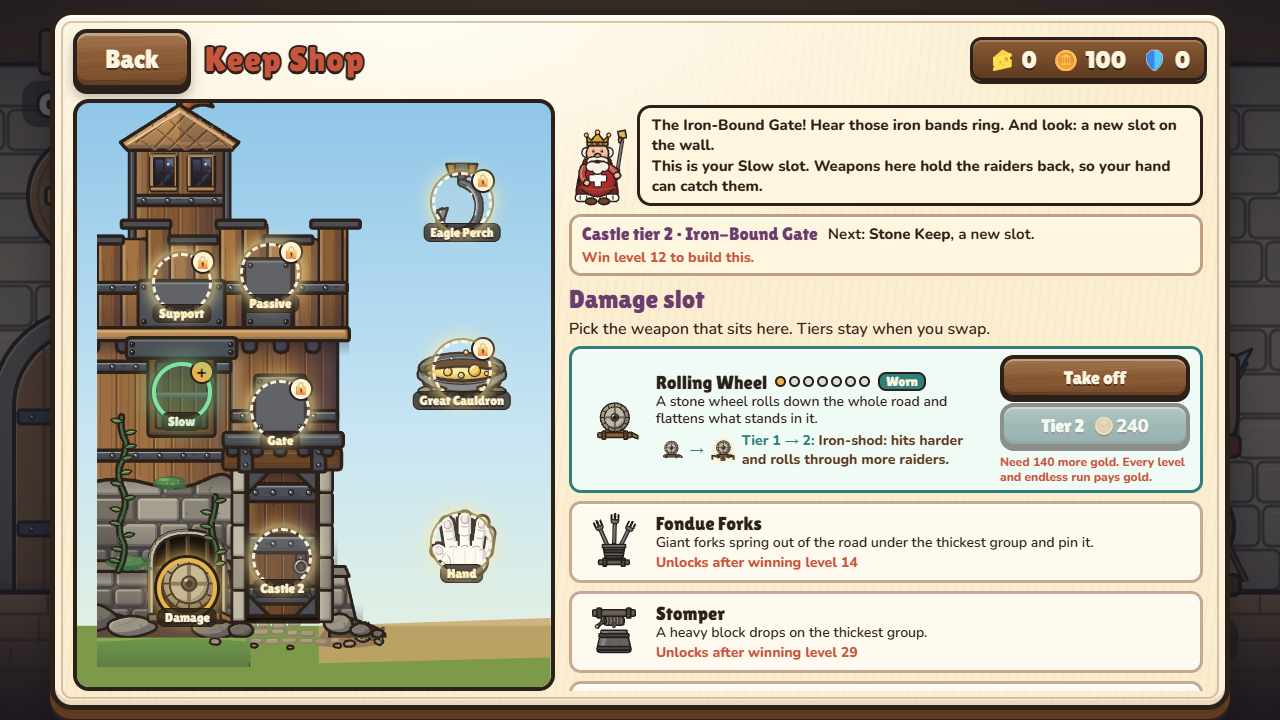 Back
Keep Shop
0
100
0
Eagle Perch
Support
Passive
Great Cauldron
Slow
Gate
Hand
Castle 2
Damage
The Iron-Bound Gate! Hear those iron bands ring. And look: a new slot on
the wall.
This is your Slow slot. Weapons here hold the raiders back, so your hand
can catch them.
Castle tier 2 · Iron-Bound Gate Next: Stone Keep, a new slot.
Win level 12 to build this.
Damage slot
Pick the weapon that sits here. Tiers stay when you swap.
Rolling Wheel
Worn
A stone wheel rolls down the whole road and
flattens what stands in it.
→ Tier 1 → 2: Iron-shod: hits harder
and rolls through more raiders.
Take off
Tier 2 240
Need 140 more gold. Every level
and endless run pays gold.
Fondue Forks
Giant forks spring out of the road under the thickest group and pin it.
Unlocks after winning level 14
Stomper
A heavy block drops on the thickest group.
Unlocks after winning level 29